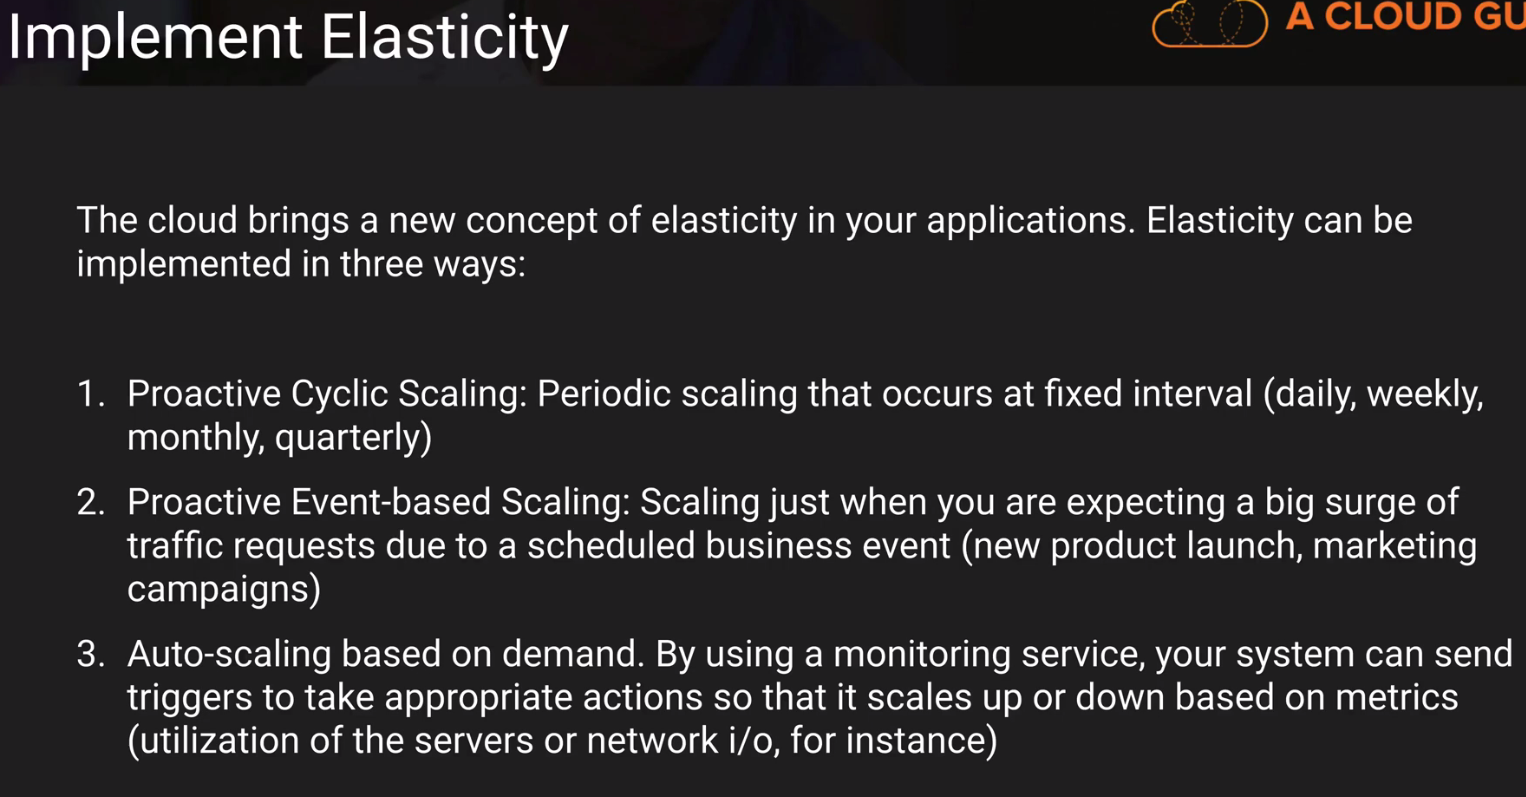 Implement Elasticity
A CLOUD GU
The cloud brings a new concept of elasticity in your applications. Elasticity can be
implemented in three ways:
1. Proactive Cyclic Scaling: Periodic scaling that occurs at fixed interval (daily, weekly,
monthly, quarterly)
2. Proactive Event-based Scaling: Scaling just when you are expecting a big surge of
traffic requests due to a scheduled business event (new product launch, marketing
campaigns)
3. Auto-scaling based on demand. By using a monitoring service, your system can send
triggers to take appropriate actions so that it scales up or down based on metrics
(utilization of the servers or network i/o, for instance)